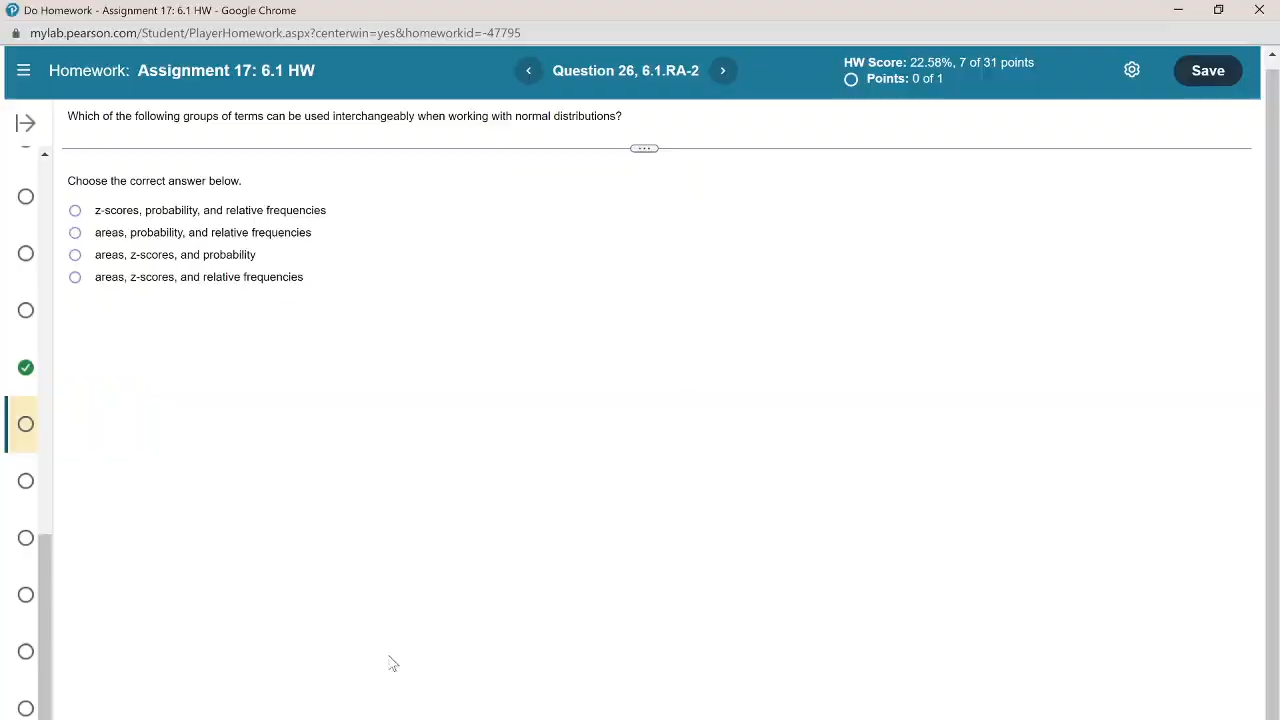 Do Homework - Assignment 17: 6.1 HW - Google Chrome
mylab.pearson.com/Student/PlayerHomework.aspx?centerwin=yes&homeworkid=-47795
Homework: Assignment 17: 6.1 HW
Question 26, 6.1.RA-2
HW Score: 22.58%, 7 of 31 points
Points: 0 of 1
Save
Which of the following groups of terms can be used interchangeably when working with normal distributions?
Choose the correct answer below.
z-scores, probability, and relative frequencies
areas, probability, and relative frequencies
areas, z-scores, and probability
areas, z-scores, and relative frequencies